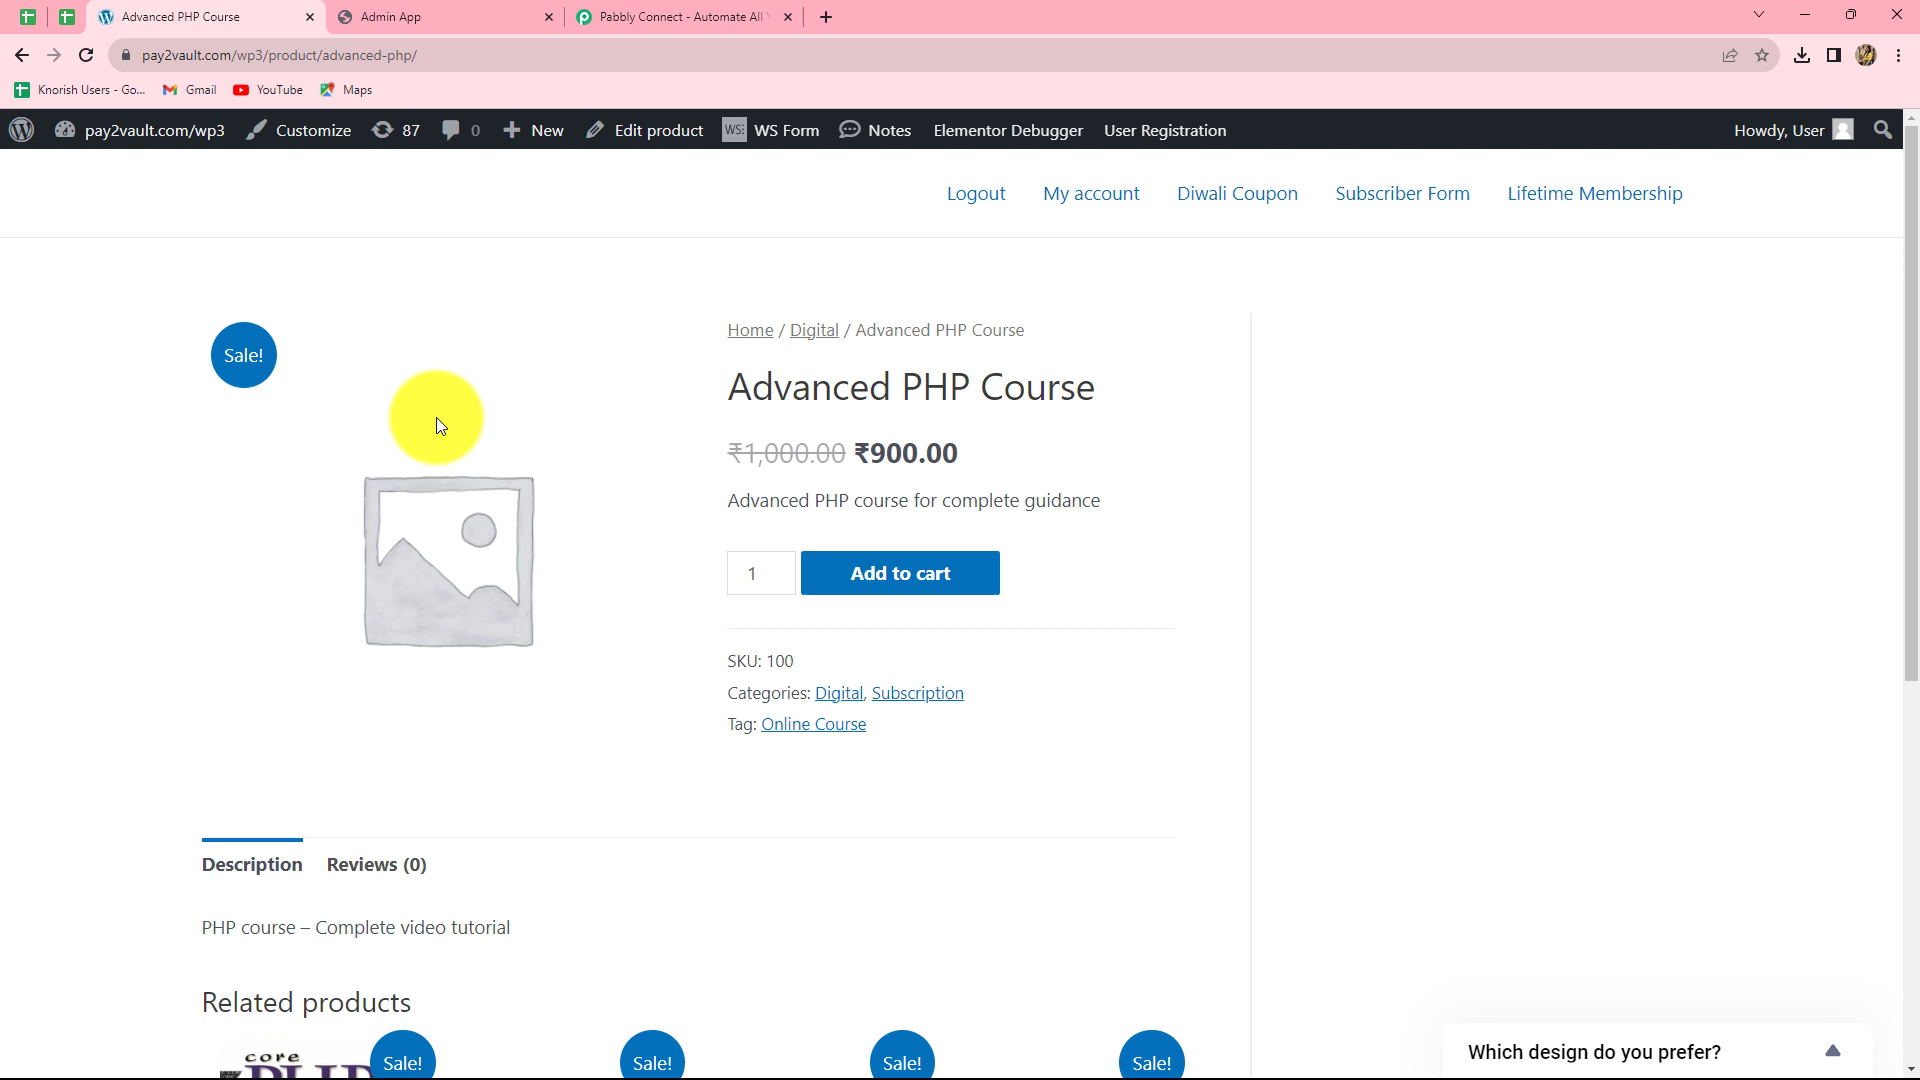 Advanced PHP Course
Admin App
Pabbly Connect - Automate All
pay2vault.com/wp3/product/advanced-php/
Knorish Users - Go...
Gmail
YouTube
Maps
pay2vault.com/wp3
Customize
87
0
New
Edit product
WS Form
Notes
Elementor Debugger
User Registration
Howdy, User
Logout
My account
Diwali Coupon
Subscriber Form
Lifetime Membership
Sale!
Home / Digital / Advanced PHP Course
Advanced PHP Course
₹1,000.00 ₹900.00
Advanced PHP course for complete guidance
1
Add to cart
SKU: 100
Categories: Digital, Subscription
Tag: Online Course
Description
Reviews (0)
PHP course – Complete video tutorial
Related products
core
Sale!
Sale!
Sale!
Sale!
Which design do you prefer?